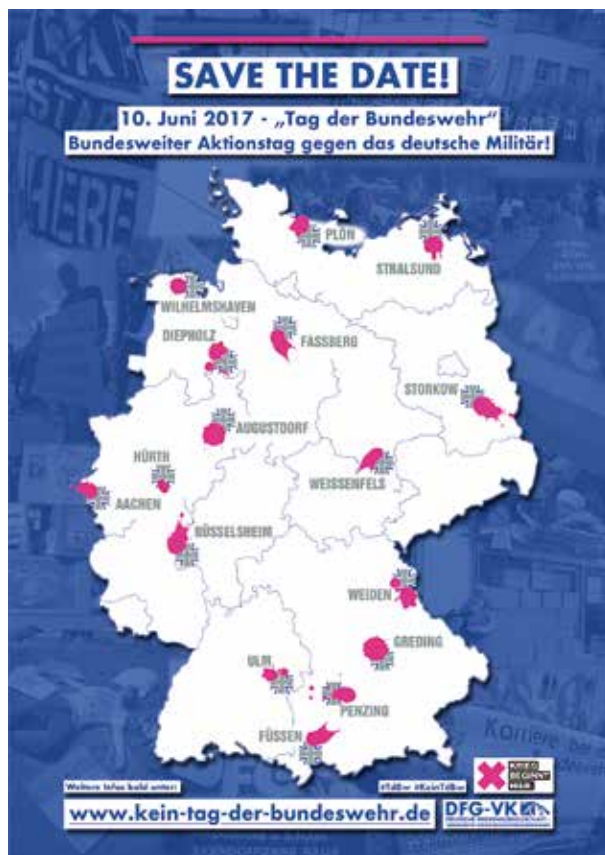 SAVE THE DATE!
10. Juni 2017 - „Tag der Bundeswehr“
Bundesweiter Aktionstag gegen das deutsche Militär!
PLÖN
STRALSUND
WILHELMSHAVEN
DIEPHOLZ
FASSBERG
STORKOW
AUGUSTDORF
HÜRTH
WEISSENFELS
AACHEN
RÜSSELSHEIM
WEIDEN
GREDING
ULM
PENZING
FÜSSEN
Weitere Infos bald unter:
#TdBw #KeinTdBw
KRIEG
BEGINNT
HIER
www.kein-tag-der-bundeswehr.de
DFG-VK